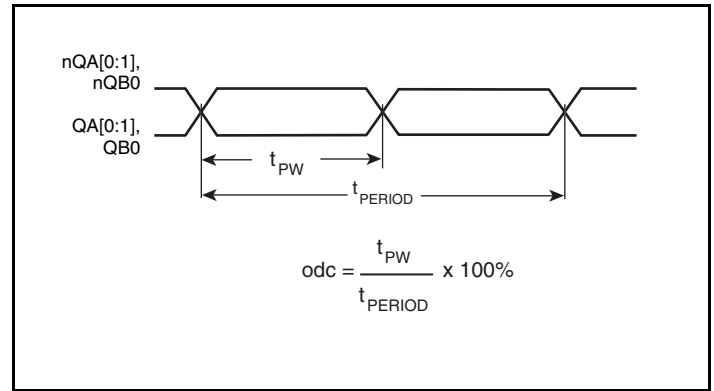 nQA[0:1],
nQB0
QA[0:1],
QB0
tPW
tPERIOD
tPW
odc = x 100%
tPERIOD